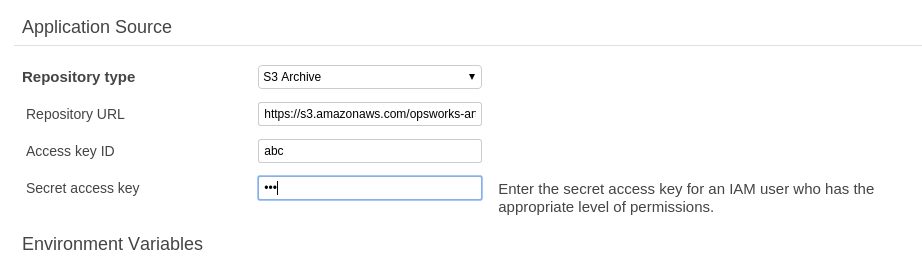 Application Source
Repository type
S3 Archive
Repository URL
https://s3.amazonaws.com/opsworks-ar
Access key ID
abc
Secret access key
•••
Enter the secret access key for an IAM user who has the
appropriate level of permissions.
Environment Variables